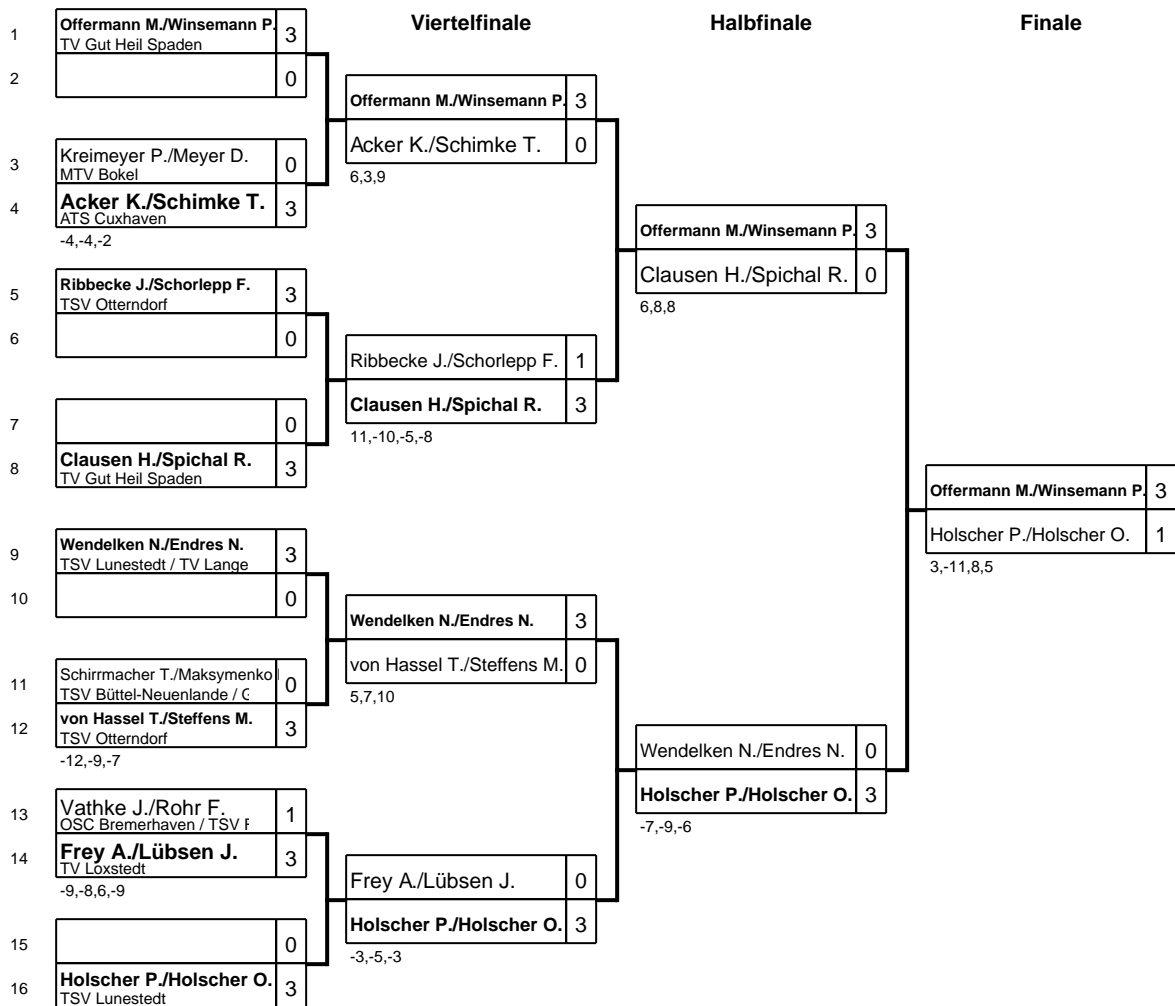 Viertelfinale
Halbfinale
Finale
1
Offermann M./Winsemann P.
3
TV Gut Heil Spaden
2
0
3
Kreimeyer P./Meyer D.
0
MTV Bokel
4
Acker K./Schimke T.
3
ATS Cuxhaven
-4,-4,-2
5
Ribbecke J./Schorlepp F.
3
TSV Otterndorf
6
0
7
0
8
Clausen H./Spichal R.
3
TV Gut Heil Spaden
9
Wendelken N./Endres N.
3
TSV Lunestedt / TV Lange
10
0
11
Schirrmacher T./Maksymenko
0
TSV Büttel-Neuenlande / G
12
von Hassel T./Steffens M.
3
TSV Otterndorf
-12,-9,-7
13
Vathke J./Rohr F.
1
OSC Bremerhaven / TSV
14
Frey A./Lübsen J.
3
TV Loxstedt
-9,-8,6,-9
15
0
16
Holscher P./Holscher O.
3
TSV Lunestedt
Offermann M./Winsemann P.
3
Acker K./Schimke T.
0
6,3,9
Ribbecke J./Schorlepp F.
1
Clausen H./Spichal R.
3
11,-10,-5,-8
Wendelken N./Endres N.
3
von Hassel T./Steffens M.
0
5,7,10
Frey A./Lübsen J.
0
Holscher P./Holscher O.
3
-3,-5,-3
Offermann M./Winsemann P.
3
Clausen H./Spichal R.
0
6,8,8
Wendelken N./Endres N.
0
Holscher P./Holscher O.
3
-7,-9,-6
Offermann M./Winsemann P.
3
Holscher P./Holscher O.
1
3,-11,8,5